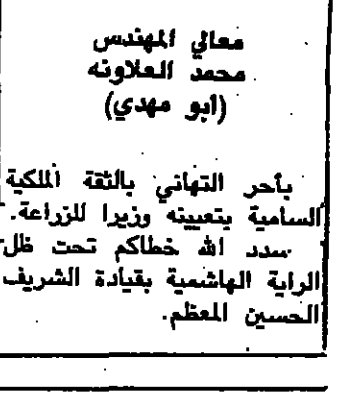 معالي المهندس
محمد العلاونه
(ابو مهدي)
بأحر التهاني بالثقة الملكية
السامية بتعيينه وزيرا للزراعة.
سدد الله خطاكم تحت ظل
الراية الهاشمية بقيادة الشريف
الحسين المعظم.